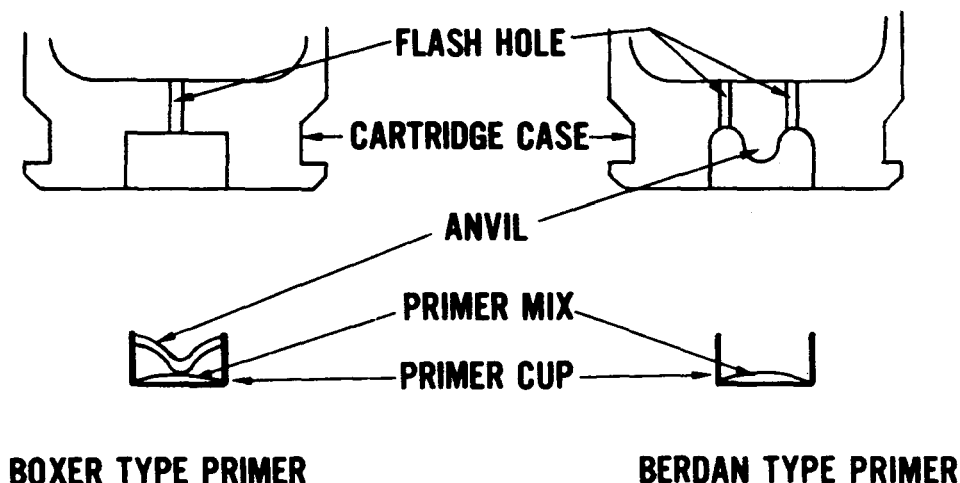 FLASH HOLE
CARTRIDGE CASE
ANVIL
PRIMER MIX
PRIMER CUP
BOXER TYPE PRIMER
BERDAN TYPE PRIMER